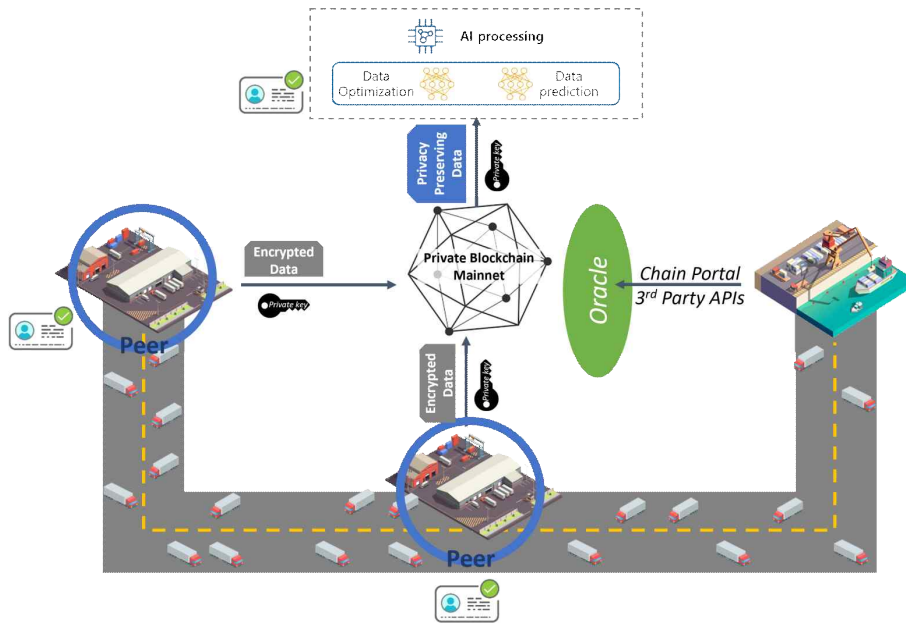 AI processing
Data
Optimization
Data
prediction
Privacy
Preserving
Data
Private key
Encrypted
Data
Private key
Private Blockchain
Mainnet
Oracle
Chain Portal
3rd Party APIs
Peer
Encrypted
Data
Private key
Peer